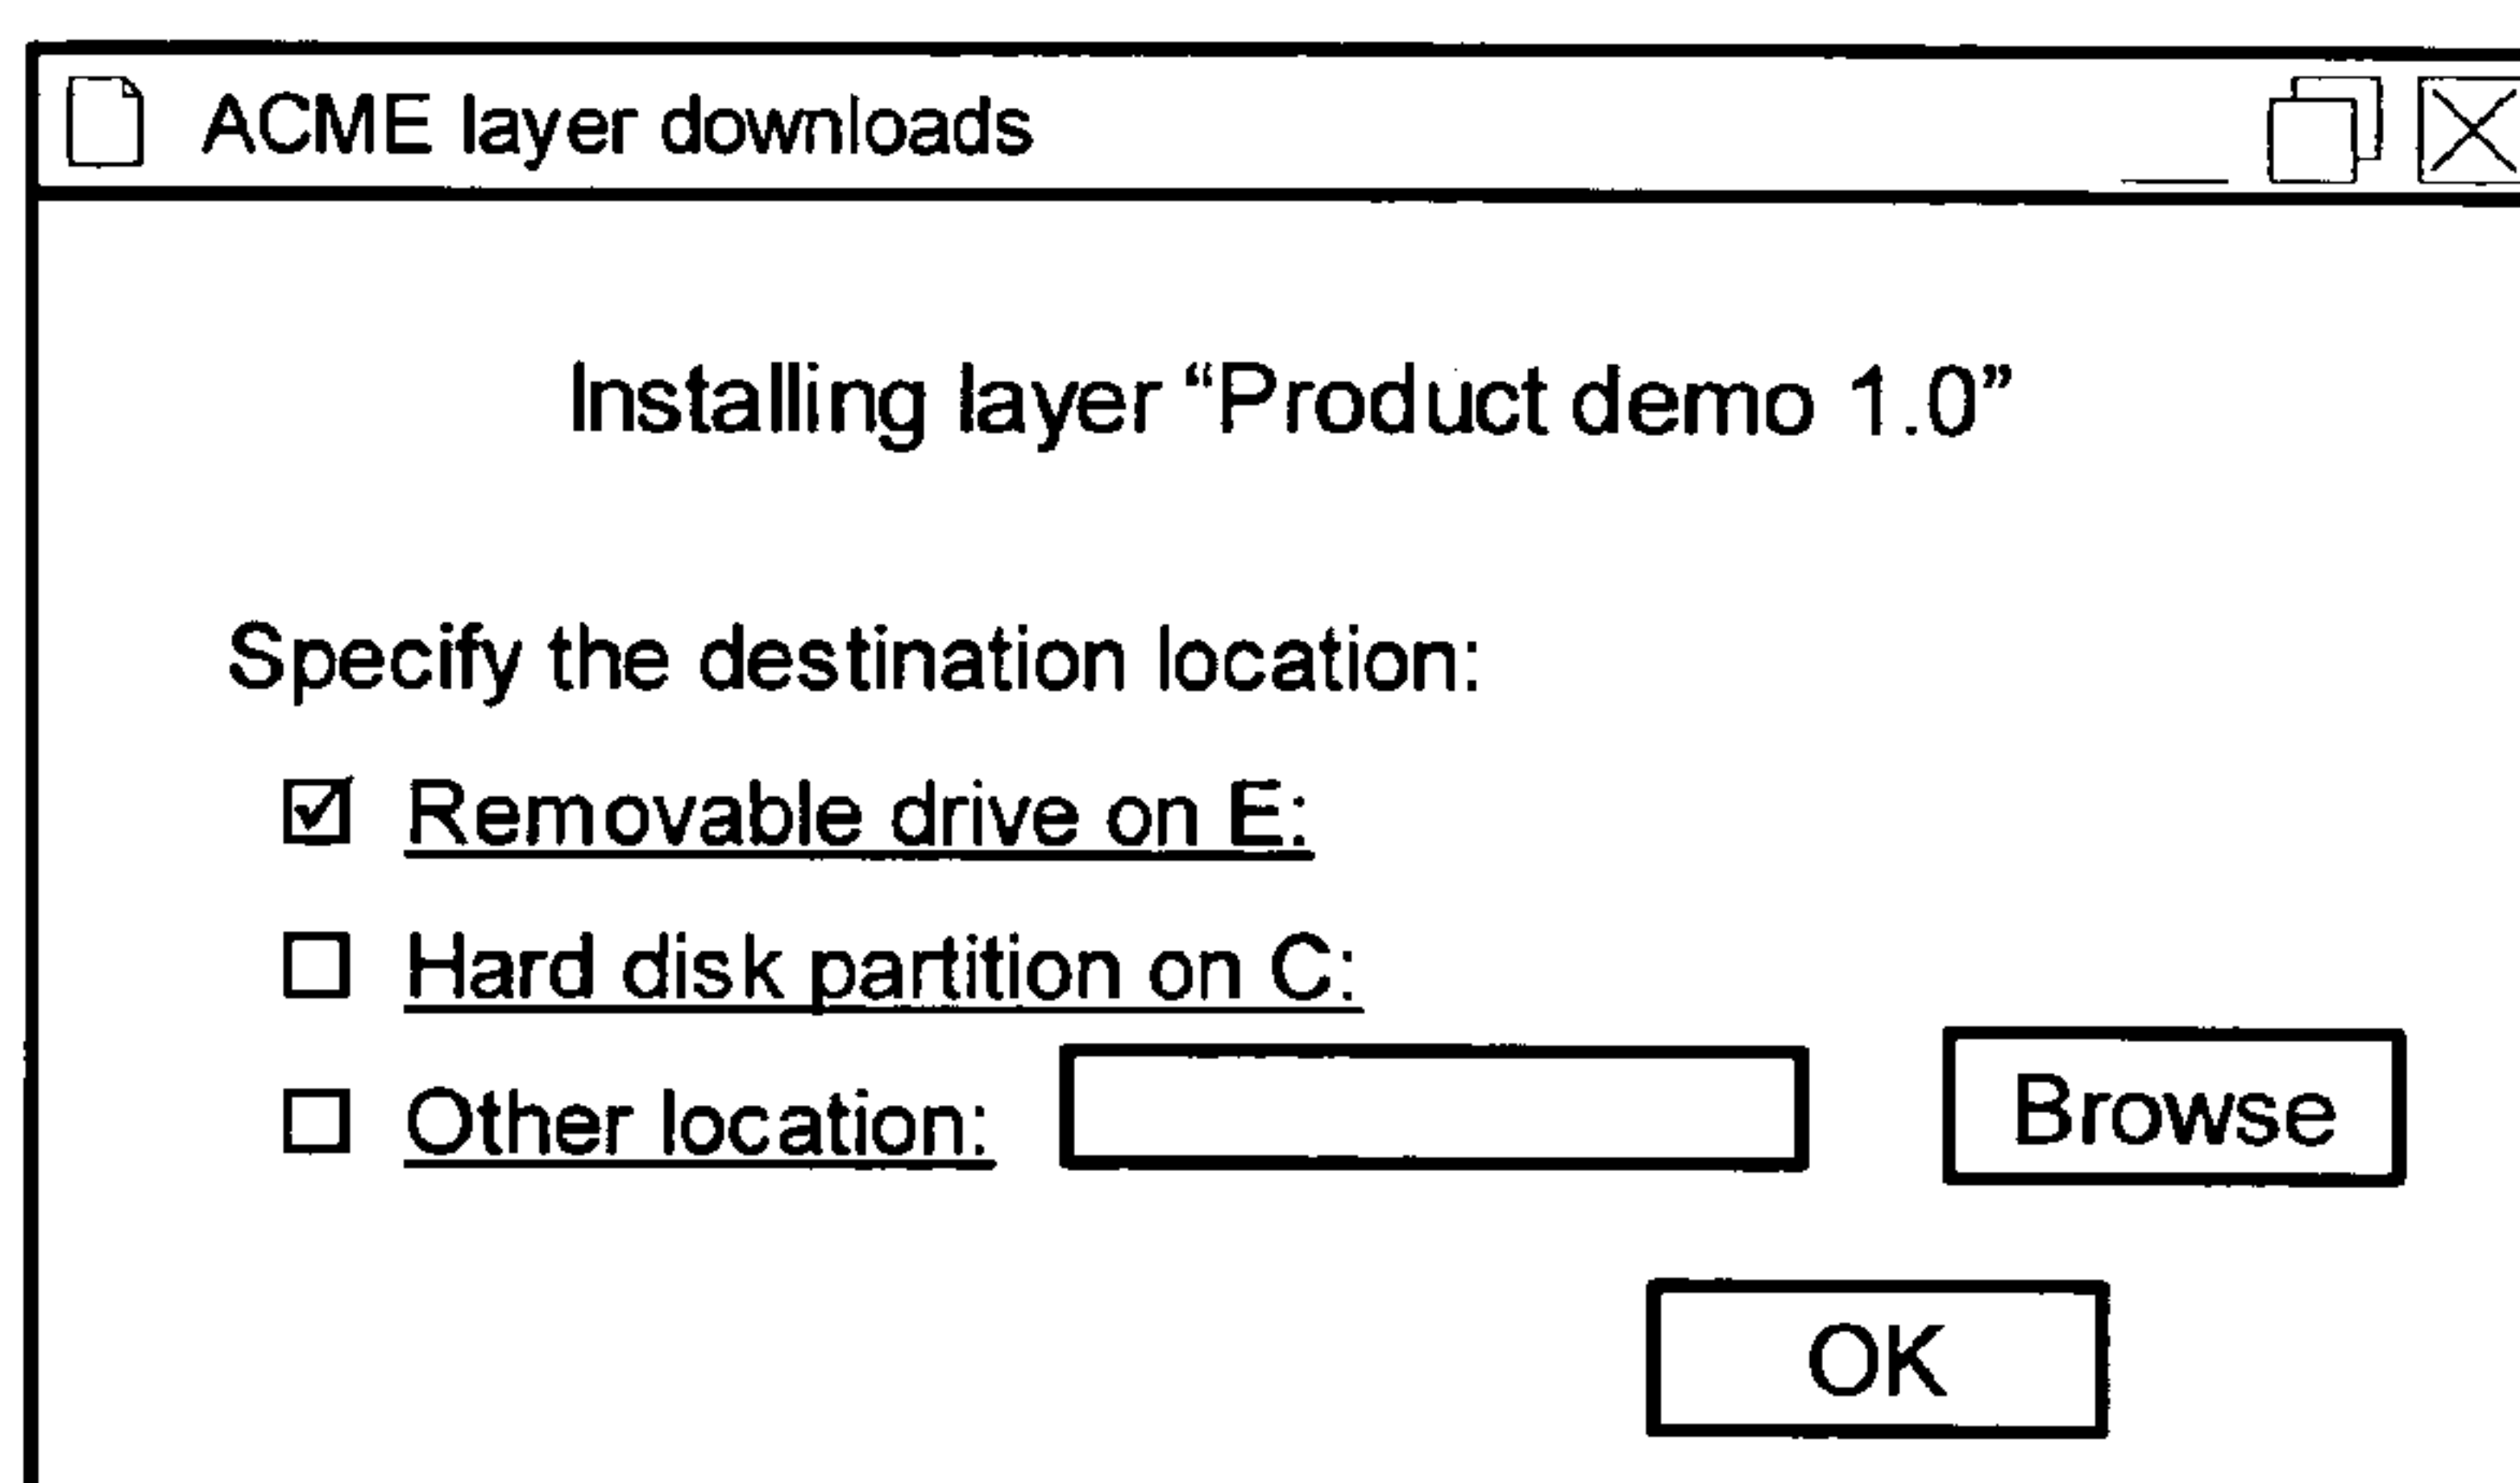 ACME layer downloads
Installing layer “Product demo 1.0”
Specify the destination location:
Removable drive on E:
Hard disk partition on C:
Other location:
Browse
OK